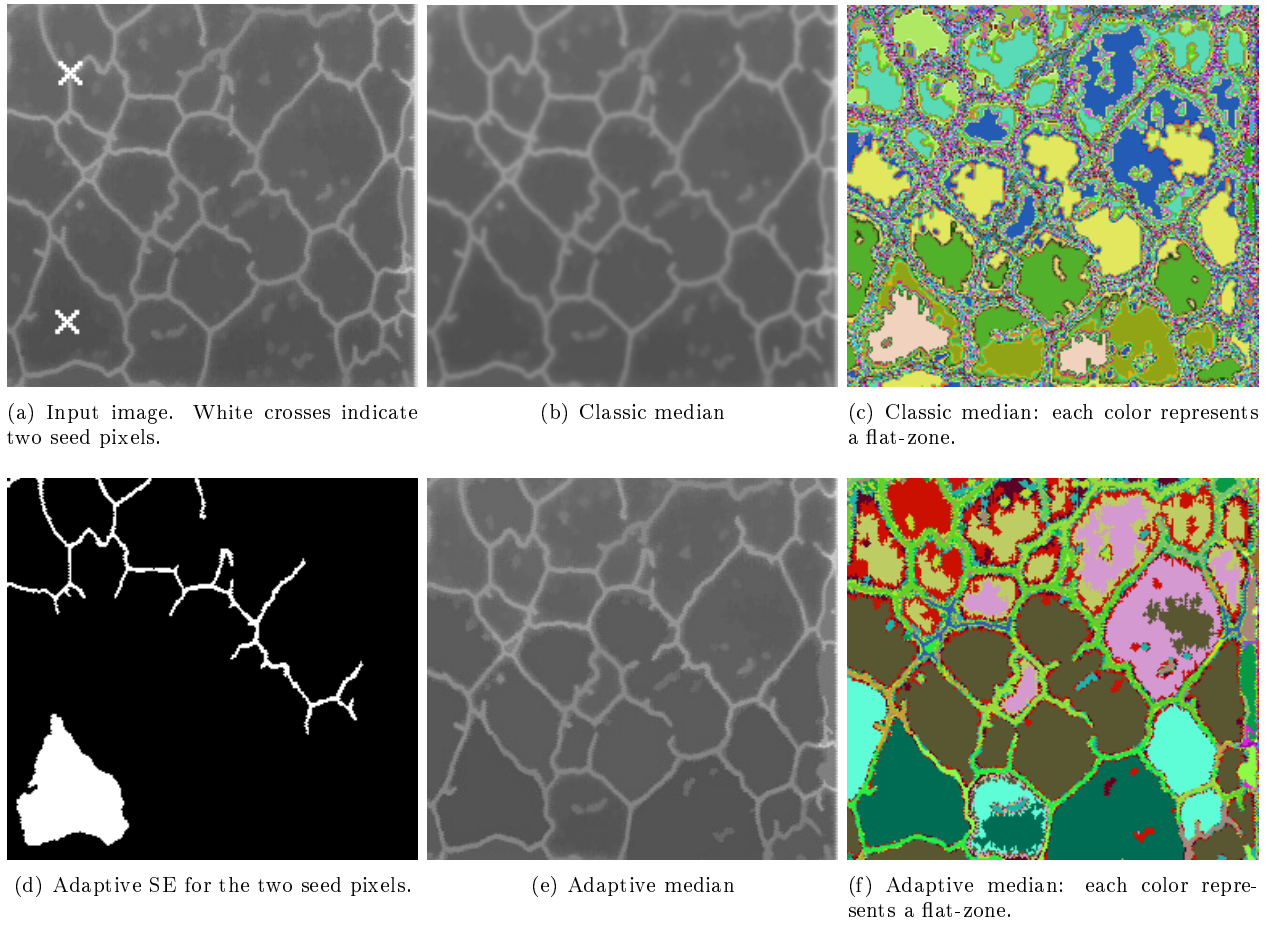 (a) Input image. White crosses indicate
two seed pixels.
(b) Classic median
(c) Classic median: each color represents
a flat-zone.
(d) Adaptive SE for the two seed pixels.
(e) Adaptive median
(f) Adaptive median: each color repre-
sents a flat-zone.